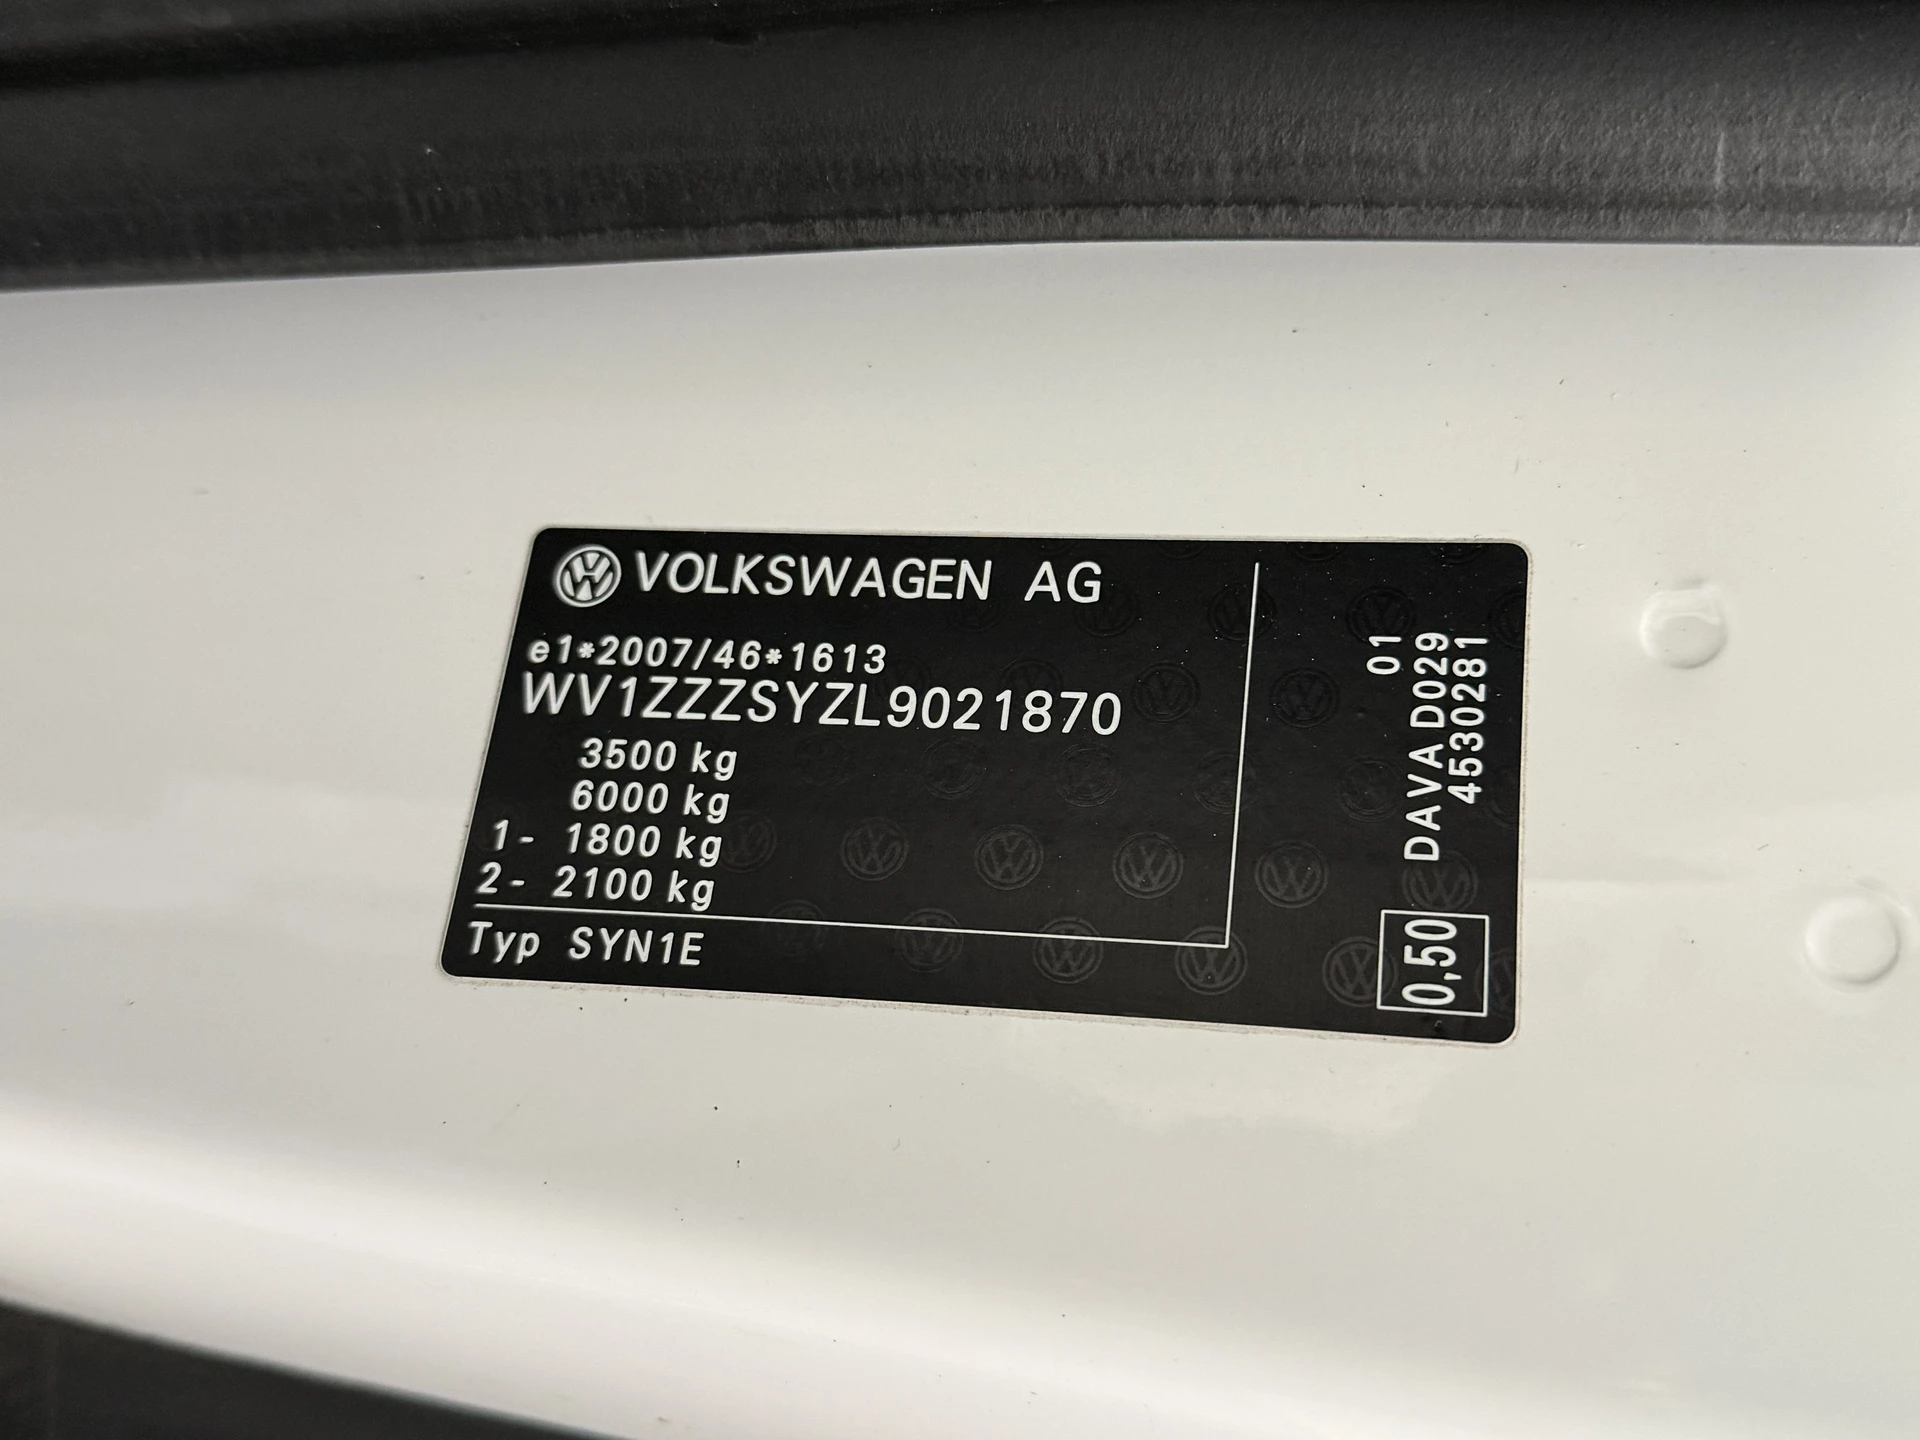 VOLKSWAGEN AG
e1*2007/46*1613
WV1ZZZSYZL9021870
3500 kg
6000 kg
1- 1800 kg
2- 2100 kg
Typ SYN1E
01
DAVA D029
4530281
0,50